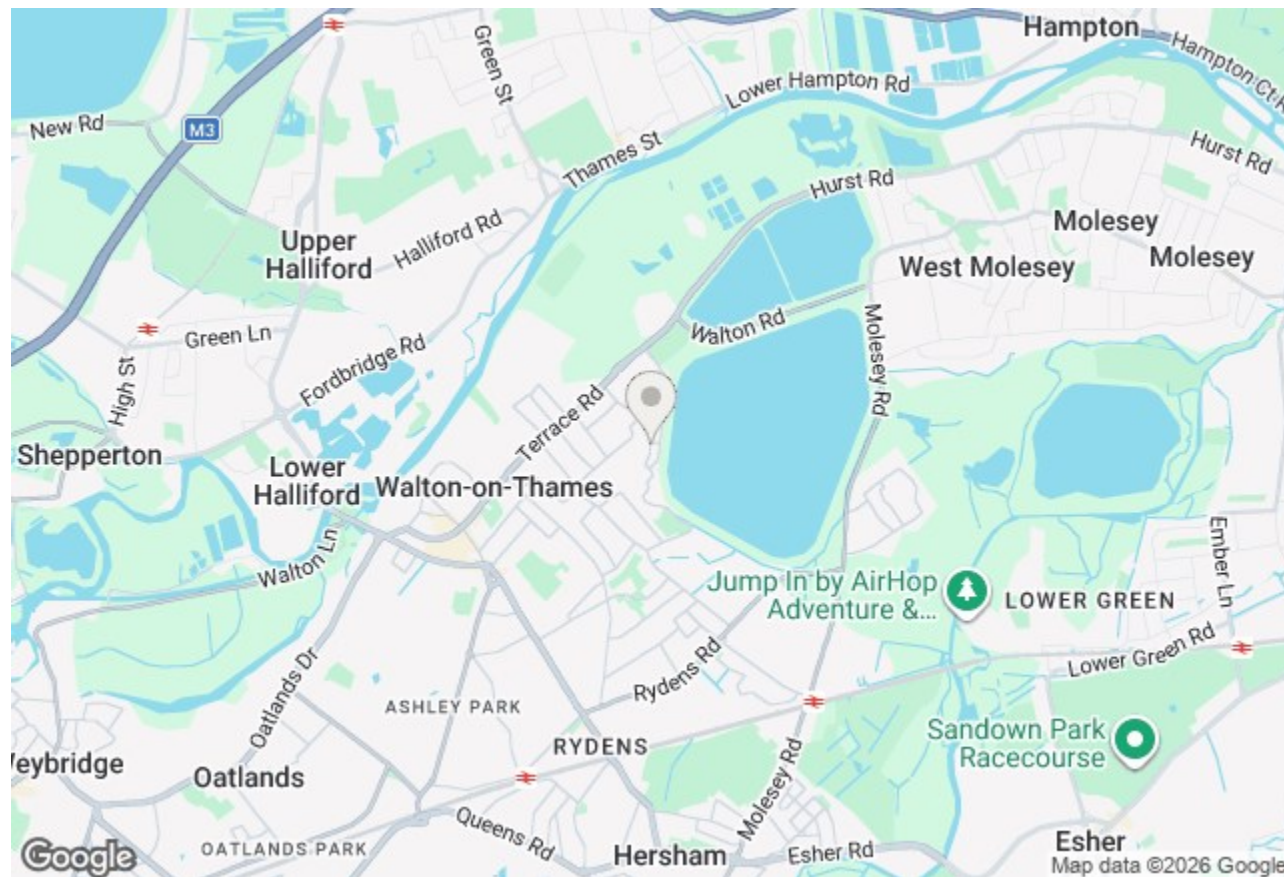 Hampton
Hampton Ct R
Green St
Lower Hampton Rd
New Rd
M3
Thames St
Hurst Rd
Hurst Rd
Upper
Halliford
Halliford Rd
Molesey
West Molesey
Molesey
Green Ln
Walton Rd
Molesey Rd
High St
Fordbridge Rd
Terrace Rd
Shepperton
Lower
Halliford
Walton-on-Thames
Walton Ln
Ember Ln
Jump In by AirHop
Adventure &...
LOWER GREEN
Lower Green Rd
Rydens Rd
Oatlands Dr
ASHLEY PARK
RYDENS
Sandown Park
Racecourse
Veybridge
Oatlands
Molesey Rd
Queens Rd
OATLANDS PARK
Hersham
Esher Rd
Esher
Google
Map data ©2026 Google